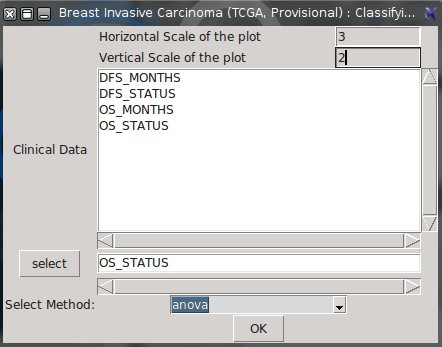 Breast Invasive Carcinoma (TCGA, Provisional) : Classifyi...
Horizontal Scale of the plot 3
Vertical Scale of the plot 2
DFS_MONTHS
DFS_STATUS
OS_MONTHS
OS_STATUS
Clinical Data
select OS_STATUS
Select Method: anova
OK